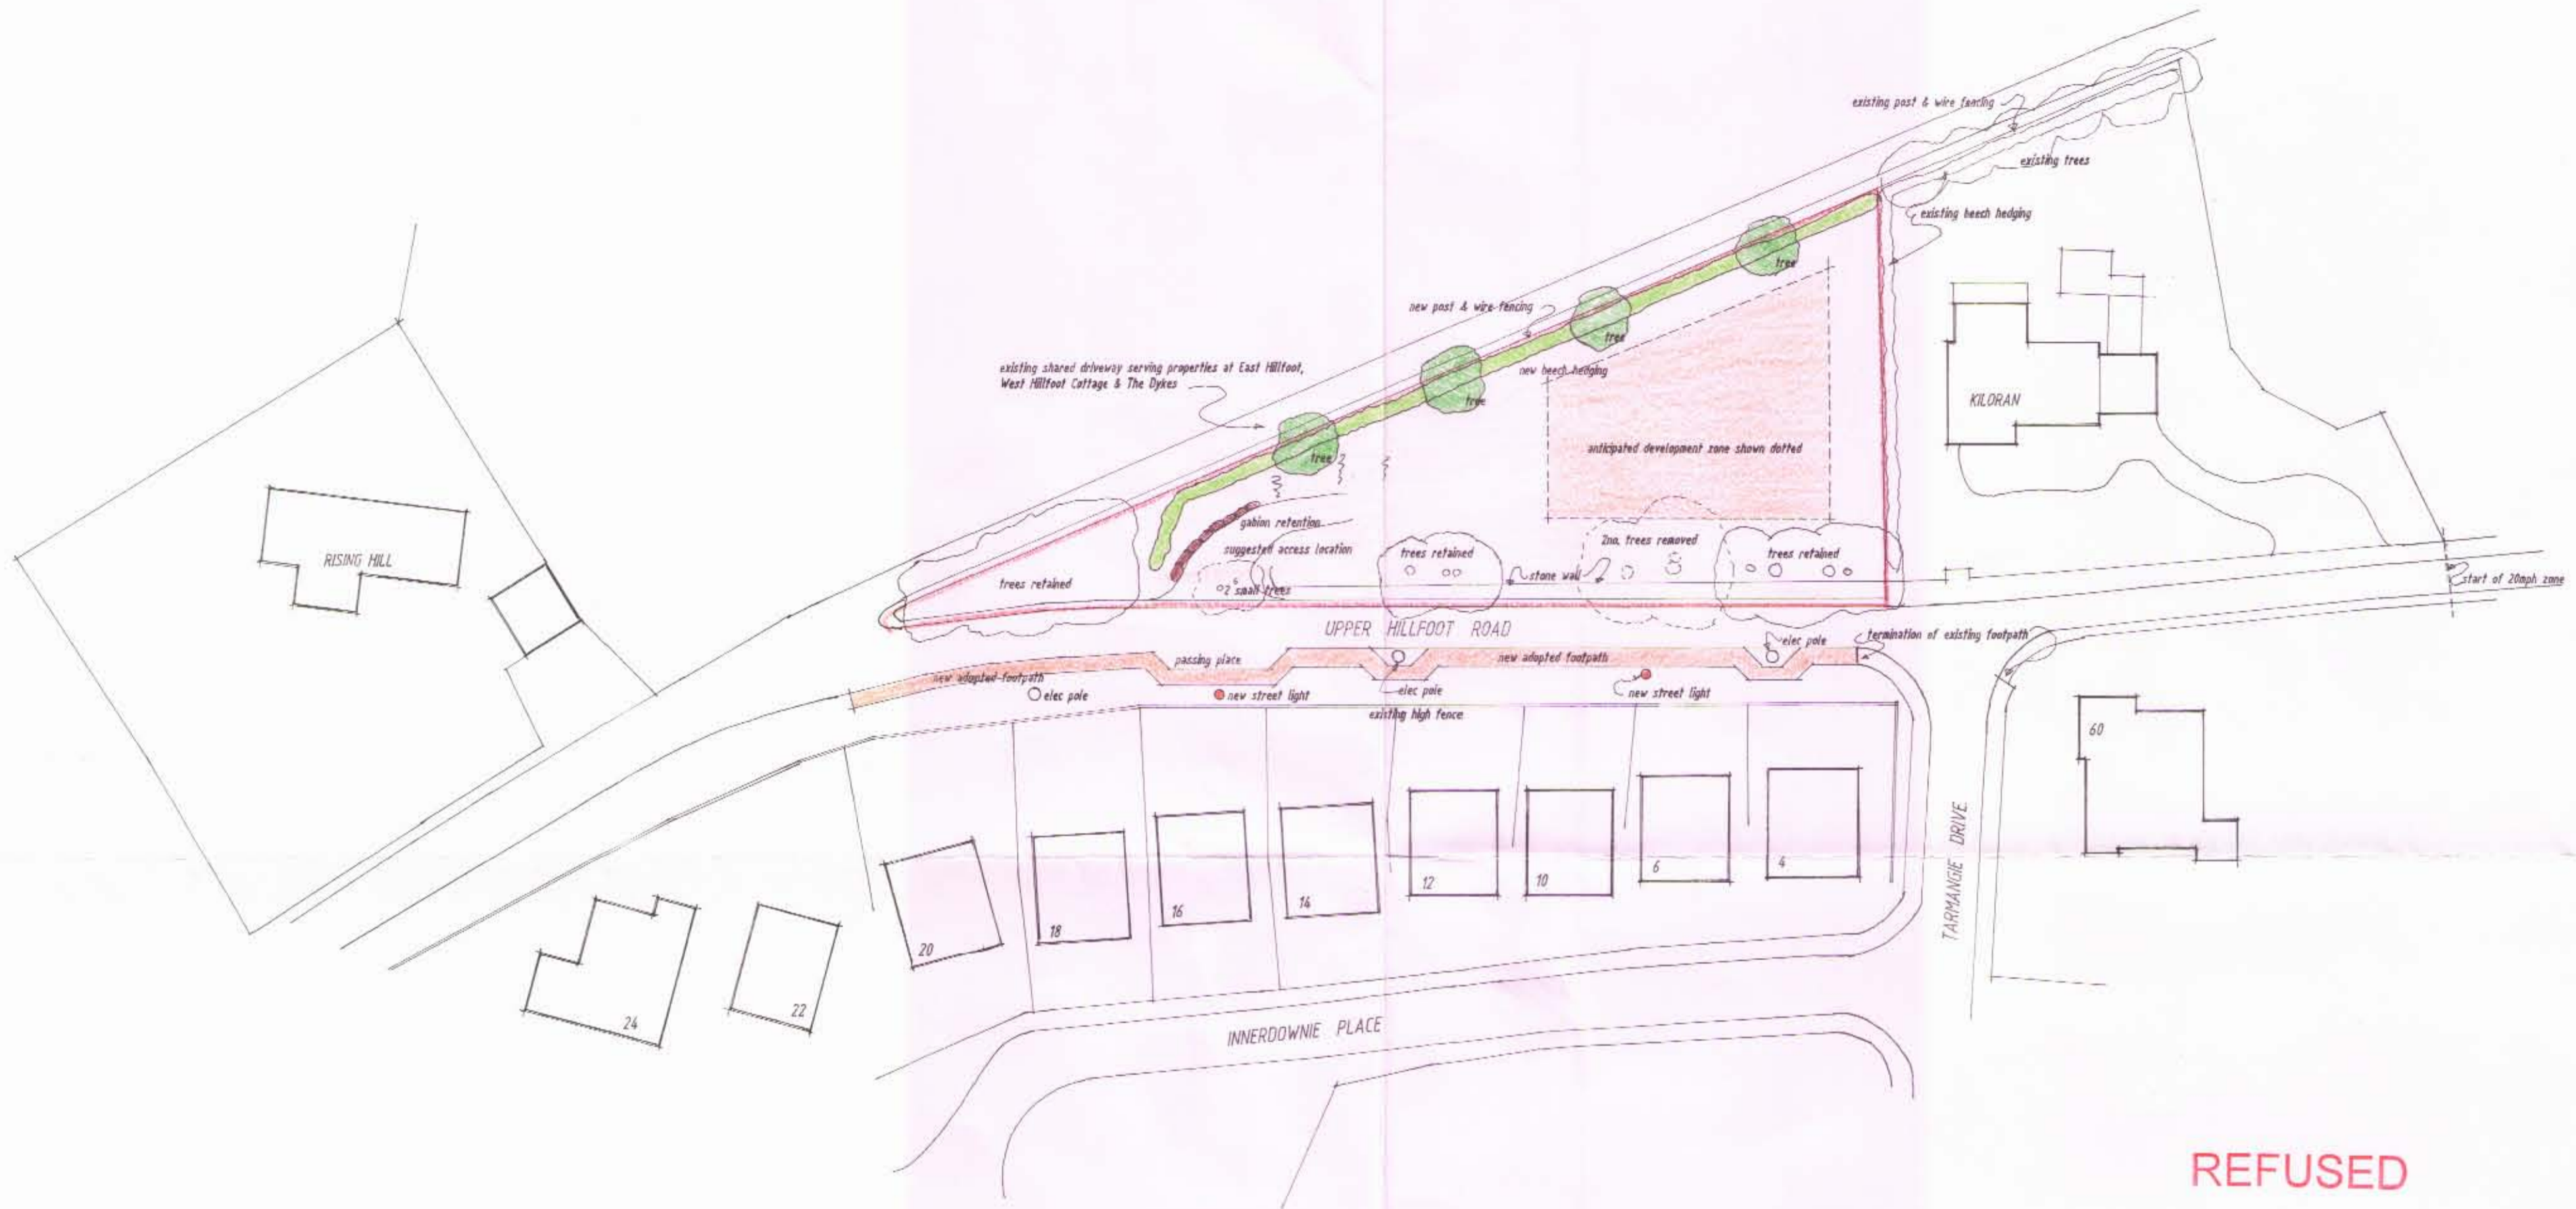 existing post & wire fencing
existing trees
existing beech hedging
tree
new post & wire fencing
tree
new beech hedging
existing shared driveway serving properties at East Hillfoot,
West Hillfoot Cottage & The Dykes
tree
tree
KILORAN
anticipated development zone shown dotted
RISING HILL
gabion retention
suggested access location
2no. trees removed
trees retained
trees retained
trees retained
stone wall
2 small trees
start of 20mph zone
UPPER HILLFOOT ROAD
elec pole
termination of existing footpath
passing place
new adopted footpath
new adopted footpath
elec pole
new street light
elec pole
new street light
existing high fence
60
TARMANGIE DRIVE
4
6
10
12
14
16
18
20
22
24
INNERDOWNIE PLACE
REFUSED